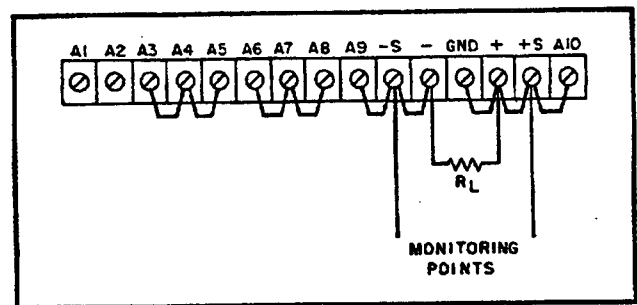 A1 A2 A3 A4 A5 A6 A7 A8 A9 -S - GND + +S A10
RL
MONITORING
POINTS